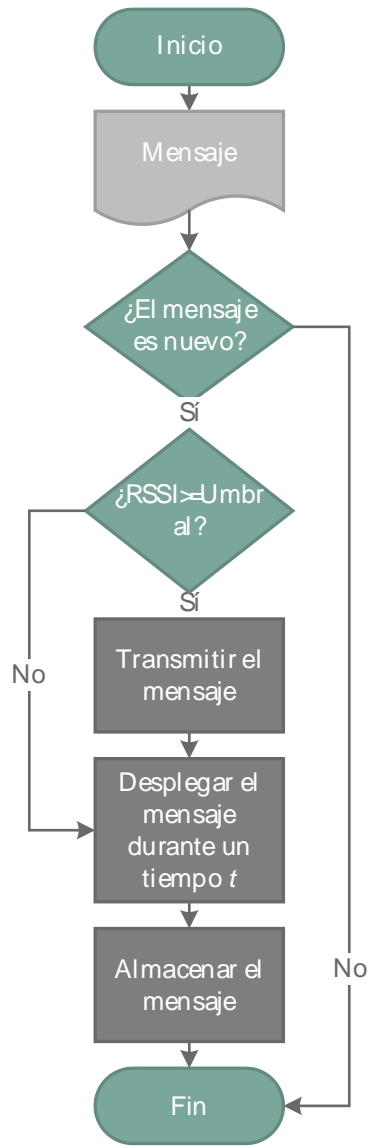 Inicio
Mensaje
¿El mensaje
es nuevo?
Sí
¿RSSI>=Umbr
al?
Sí
Transmitir el
mensaje
No
Desplegar el
mensaje
durante un
tiempo t
Almacenar el
mensaje
No
Fin